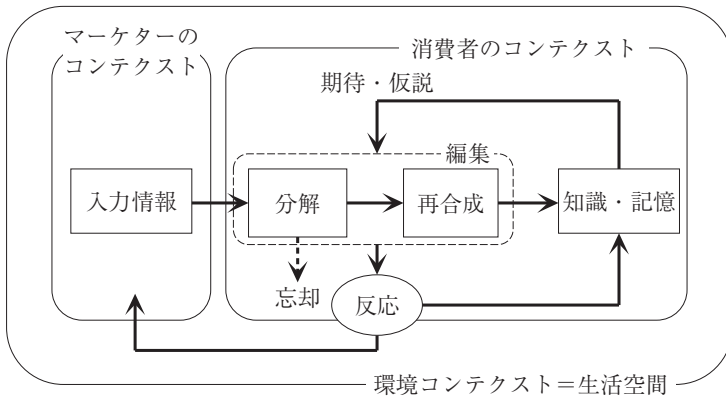 マーケターの
コンテクスト
消費者のコンテクスト
期待・仮説
編集
入力情報
分解
再合成
知識・記憶
忘却
反応
環境コンテクスト＝生活空間